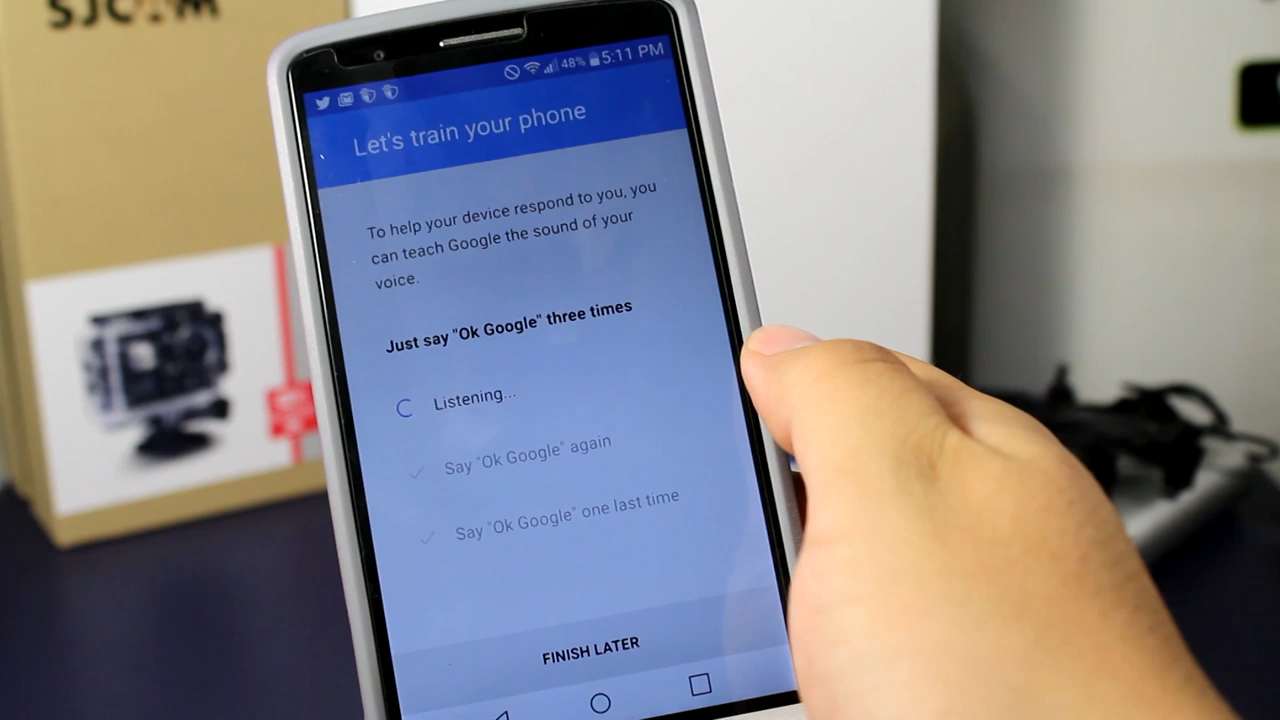 SJCAM
48% 5:11 PM
Let's train your phone
To help your device respond to you, you
can teach Google the sound of your
voice.
Just say "Ok Google" three times
Listening...
Say "Ok Google" again
Say "Ok Google" one last time
FINISH LATER